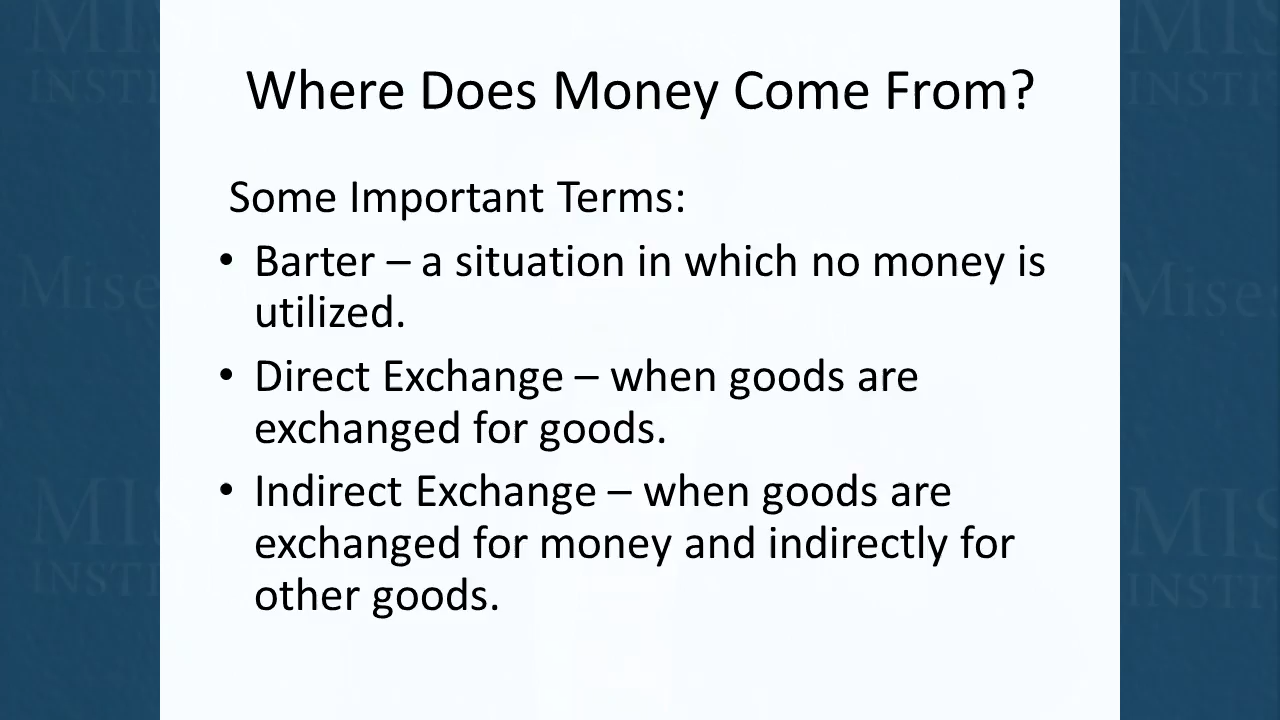 Where Does Money Come From?
Some Important Terms:
• Barter – a situation in which no money is
utilized.
• Direct Exchange – when goods are
exchanged for goods.
• Indirect Exchange – when goods are
exchanged for money and indirectly for
other goods.